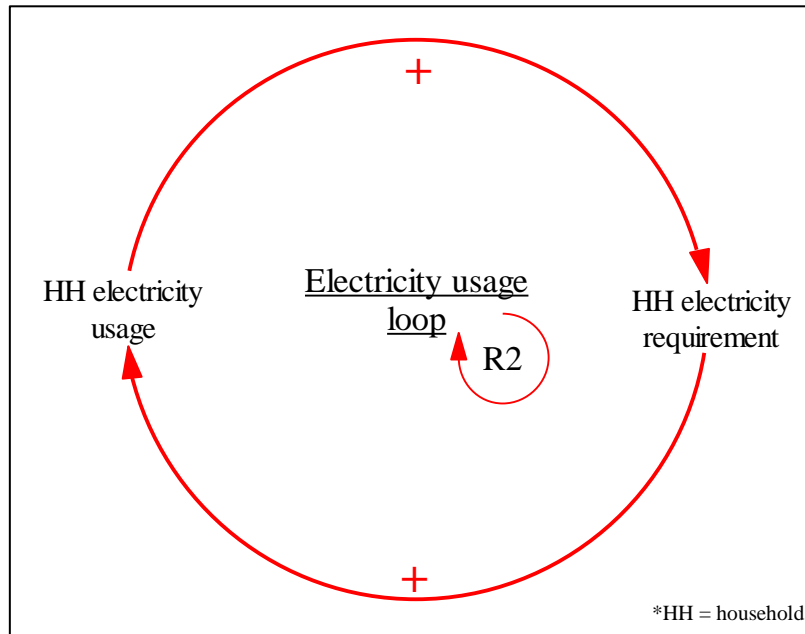 +
HH electricity
usage
Electricity usage
loop
R2
HH electricity
requirement
+
*HH = household